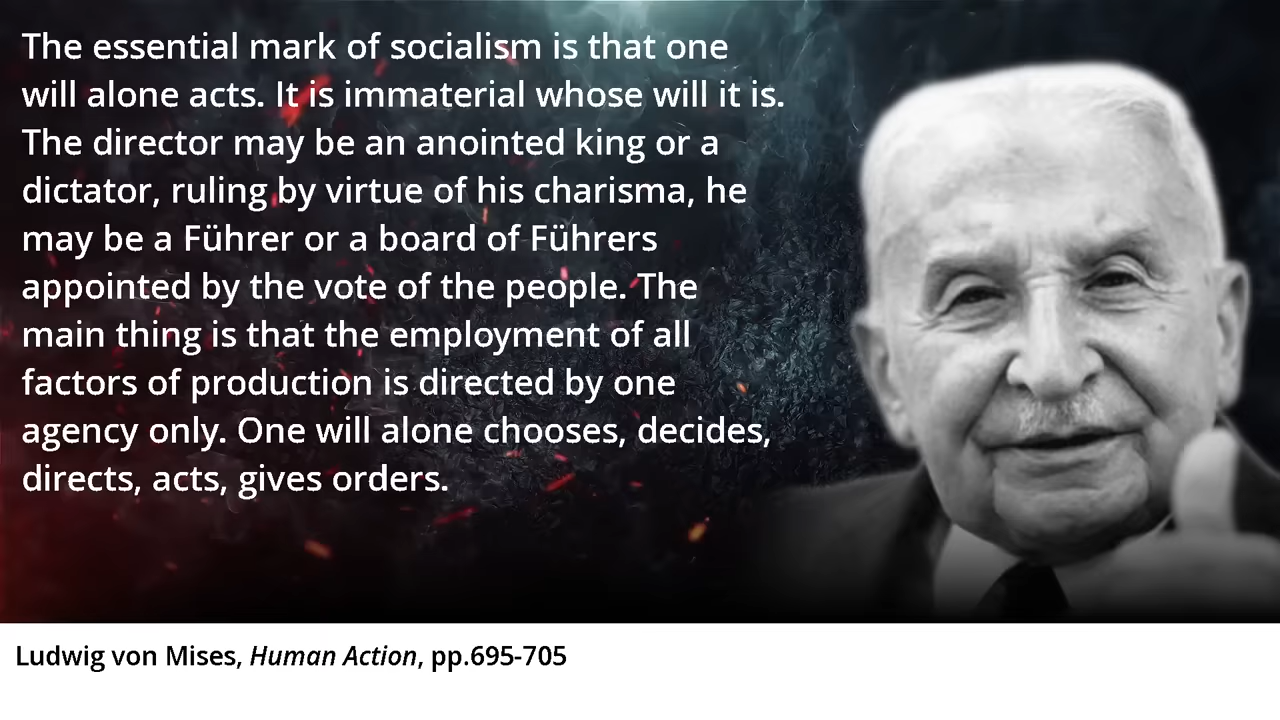 The essential mark of socialism is that one
will alone acts. It is immaterial whose will it is.
The director may be an anointed king or a
dictator, ruling by virtue of his charisma, he
may be a Führer or a board of Führers
appointed by the vote of the people. The
main thing is that the employment of all
factors of production is directed by one
agency only. One will alone chooses, decides,
directs, acts, gives orders.
Ludwig von Mises, Human Action, pp.695-705